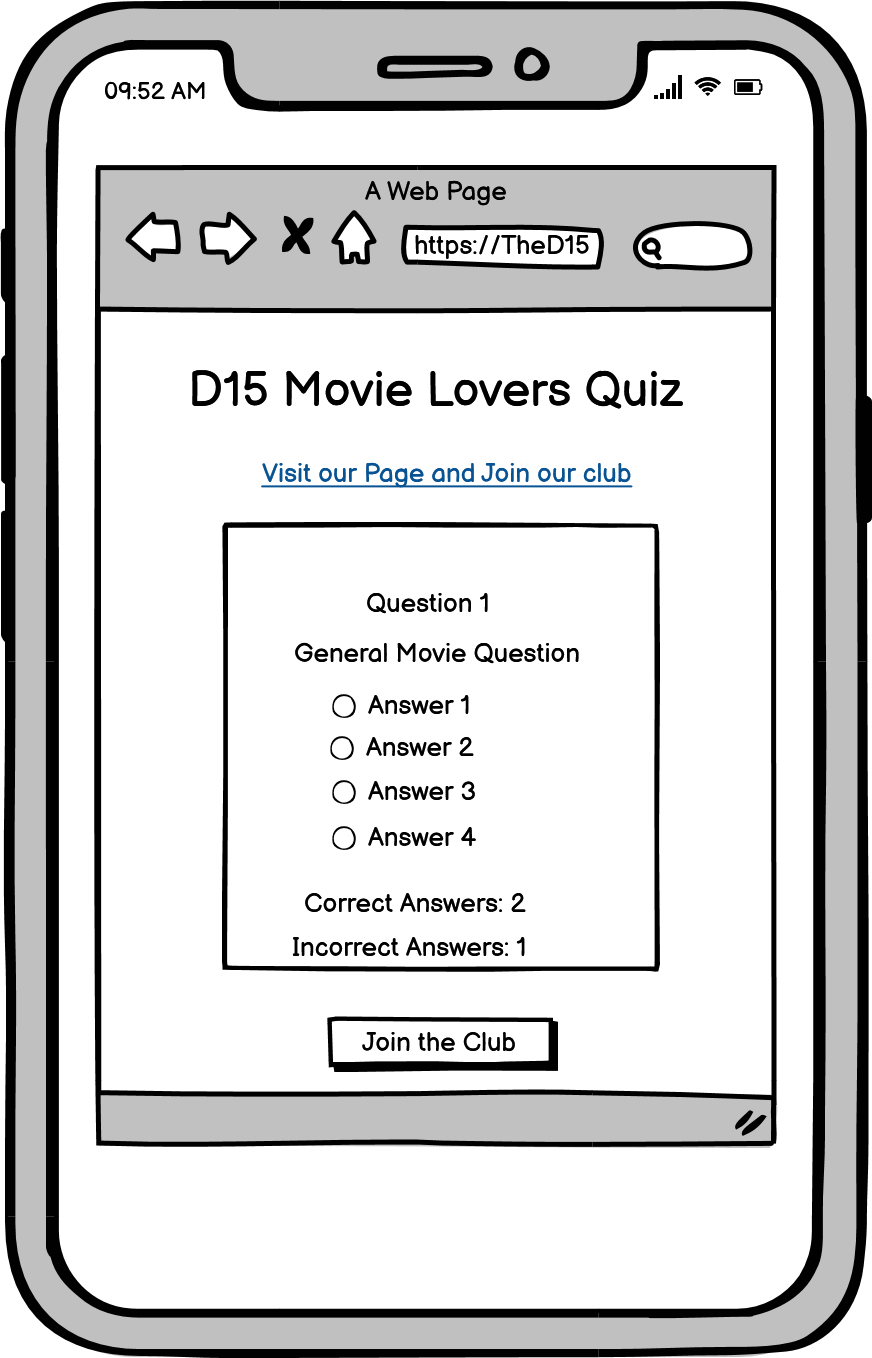 09:52 AM
A Web Page
https://TheD15
D15 Movie Lovers Quiz
Visit our Page and Join our club
Question 1
General Movie Question
Answer 1
Answer 2
Answer 3
Answer 4
Correct Answers: 2
Incorrect Answers: 1
Join the Club